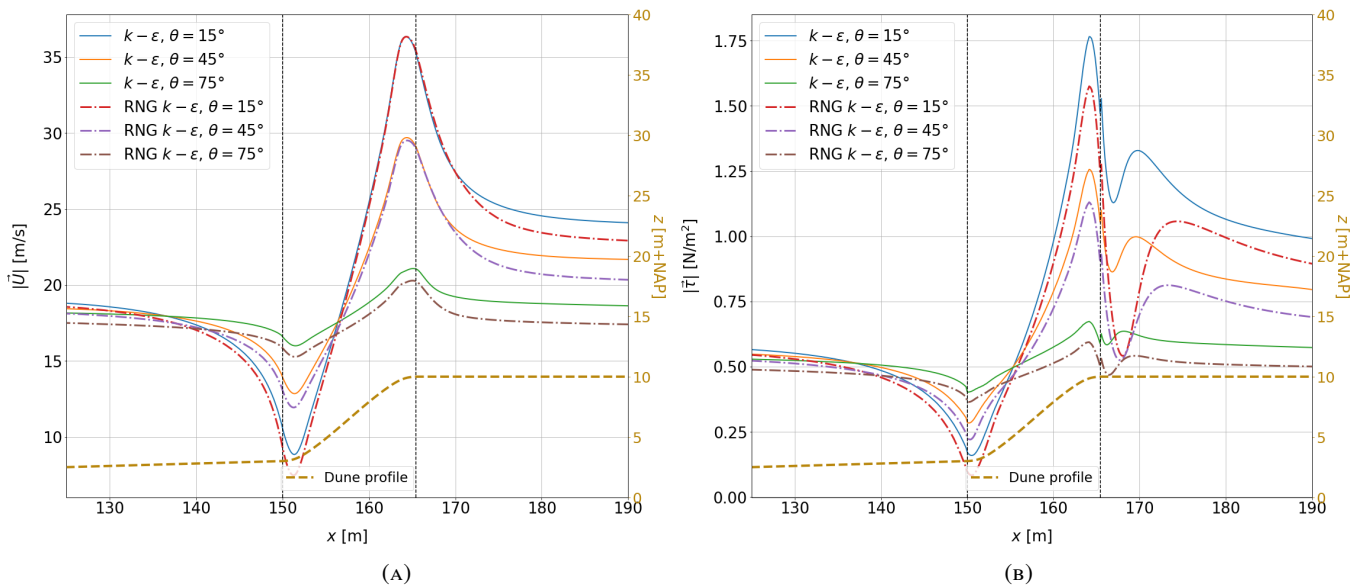 k − ε, θ = 15°
k − ε, θ = 45°
k − ε, θ = 75°
RNG k − ε, θ = 15°
RNG k − ε, θ = 45°
RNG k − ε, θ = 75°
35
30
25
20
15
10
|U⃗| [m/s]
40
35
30
25
20
15
10
5
0
z [m+NAP]
Dune profile
130 140 150 160 170 180 190
x [m]
(A)
k − ε, θ = 15°
k − ε, θ = 45°
k − ε, θ = 75°
RNG k − ε, θ = 15°
RNG k − ε, θ = 45°
RNG k − ε, θ = 75°
1.75
1.50
1.25
1.00
0.75
0.50
0.25
0.00
|τ⃗| [N/m²]
40
35
30
25
20
15
10
5
0
z [m+NAP]
Dune profile
130 140 150 160 170 180 190
x [m]
(B)